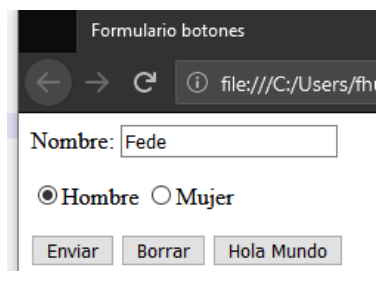 Formulario botones
file:///C:/Users/fh
Nombre: Fede
Hombre Mujer
Enviar Borrar Hola Mundo